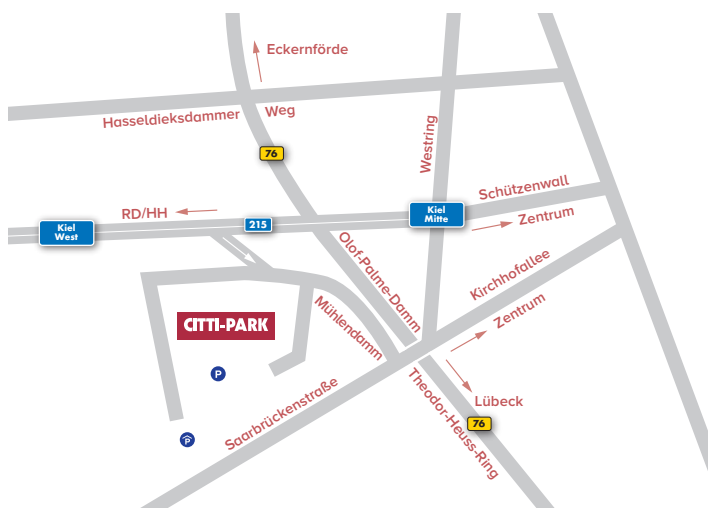 Eckernförde
Hasseldieksdammer Weg
76
Westring
Schützenwall
RD/HH
215
Kiel
West
Kiel
Mitte
Zentrum
Olof-Palme-Damm
Kirchhofallee
Mühlendamm
Zentrum
CITTI-PARK
P
Saarbrückenstraße
Theodor-Heuss-Ring
Lübeck
76
P